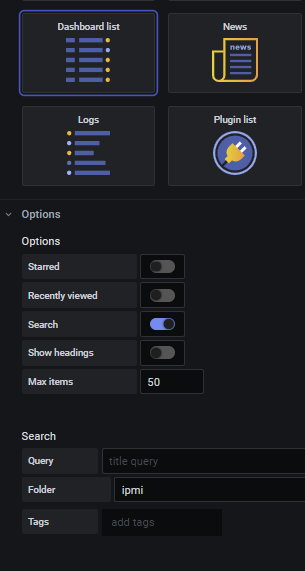 Dashboard list
News
news
Logs
Plugin list
Options
Options
Starred
Recently viewed
Search
Show headings
Max items 50
Search
Query title query
Folder ipmi
Tags add tags